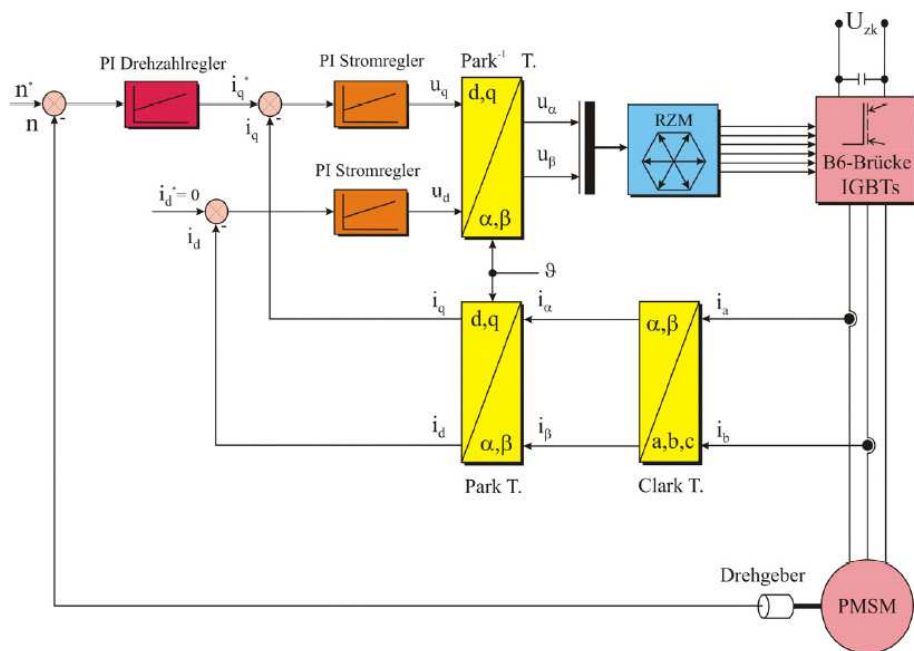 U_zk
PI Drehzahlregler
PI Stromregler
Park⁻¹ T.
n*
n
-
i_q*
i_q
-
u_q
d,q
α,β
u_α
u_β
RZM
B6-Brücke
IGBTs
PI Stromregler
i_d* = 0
i_d
-
u_d
ϑ
i_q
d,q
α,β
i_α
α,β
a,b,c
i_a
i_d
i_β
i_b
Park T.
Clark T.
Drehgeber
PMSM